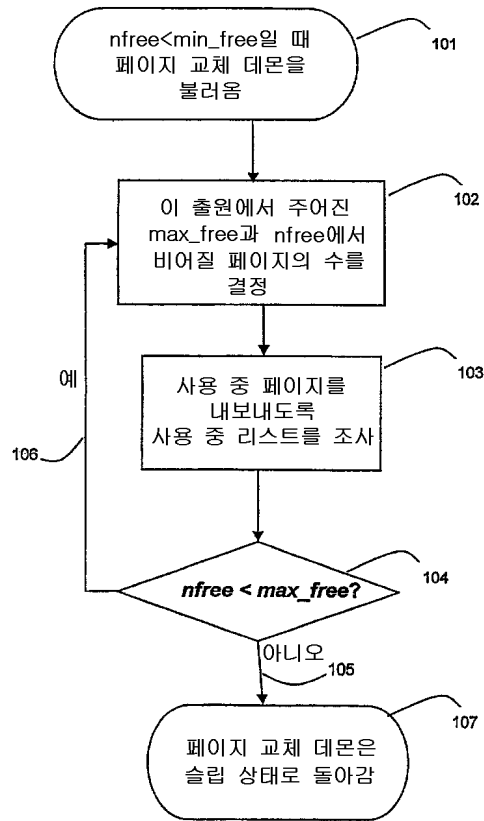 nfree<min_free일 때
페이지 교체 데몬을
불러옴
101
102
이 출원에서 주어진
max_free과 nfree에서
비어질 페이지의 수를
결정
예
103
사용 중 페이지를
내보내도록
사용 중 리스트를 조사
106
104
nfree < max_free?
아니오
105
107
페이지 교체 데몬은
슬립 상태로 돌아감